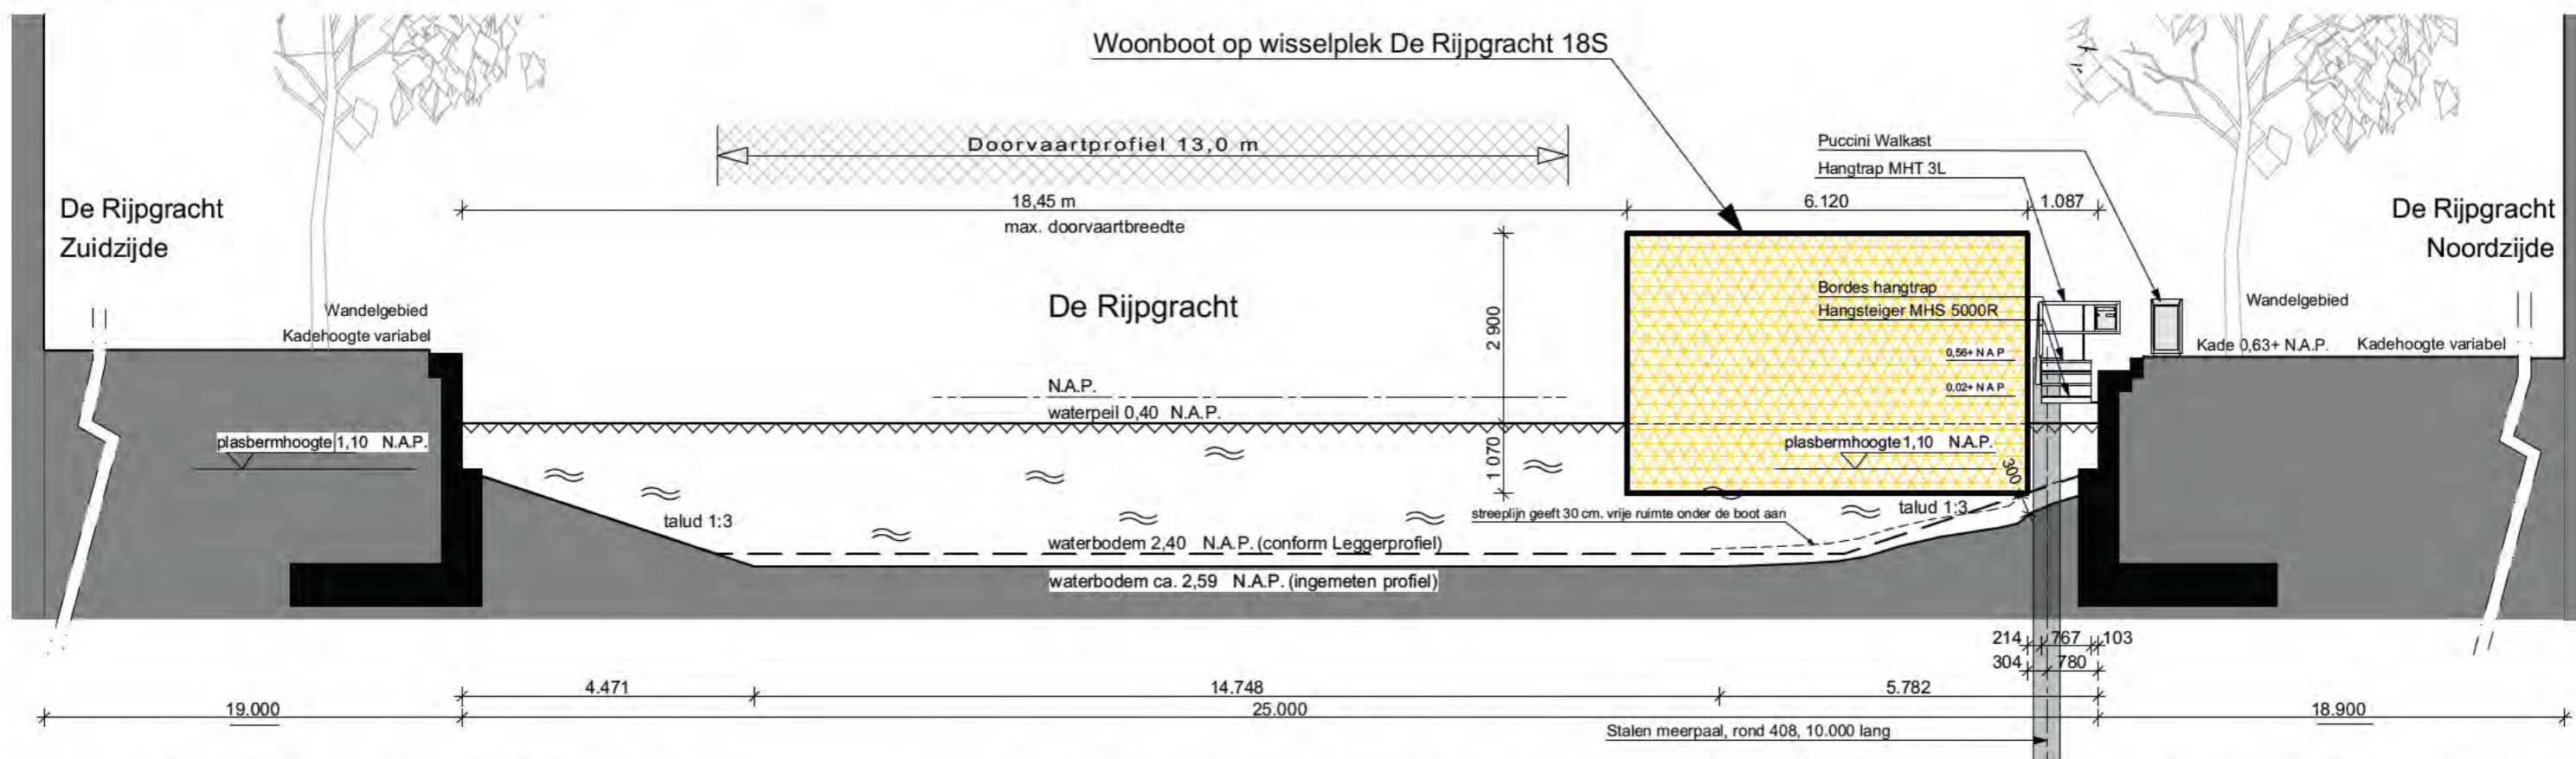 Woonboot op wisselplek De Rijpgracht 18S
Doorvaartprofiel 13,0 m
Puccini Walkast
Hangtrap MHT 3L
18,45 m
6.120
1.087
max. doorvaartbreedte
De Rijpgracht
Zuidzijde
De Rijpgracht
Noordzijde
De Rijpgracht
Wandelgebied
Kadehoogte variabel
2 900
Bordes hangtrap
Hangsteiger MHS 5000R
Wandelgebied
0,56+ N A P
Kade 0,63+ N.A.P.
Kadehoogte variabel
0,02+ N A P
N.A.P.
waterpeil 0,40 N.A.P.
plasbermhoogte 1,10 N.A.P.
1 070
plasbermhoogte 1,10 N.A.P.
300
talud 1:3
streeplijn geeft 30 cm. vrije ruimte onder de boot aan
talud 1:3
waterbodem 2,40 N.A.P. (conform Leggerprofiel)
waterbodem ca. 2,59 N.A.P. (ingemeten profiel)
214
767
103
304
780
4.471
14.748
5.782
19.000
25.000
18.900
Stalen meerpaal, rond 408, 10.000 lang